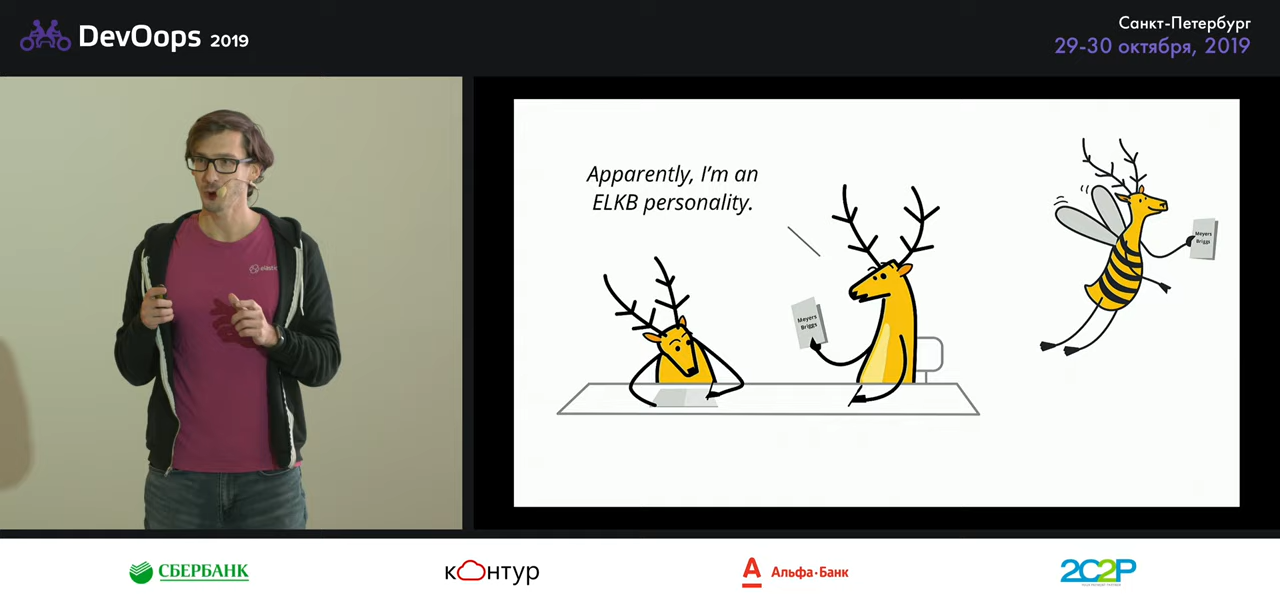 DevOops 2019
Санкт-Петербург
29-30 октября, 2019
Apparently, I'm an
ELKB personality.
Meyers
Briggs
Meyers
Briggs
elastic
СБЕРБАНК
контур
Альфа·Банк
2C2P